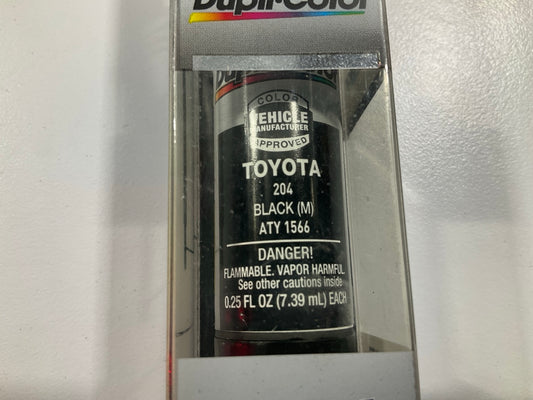 Dupli-Color
COLOR
VEHICLE
MANUFACTURER
APPROVED
TOYOTA
204
BLACK (M)
ATY 1566
DANGER!
FLAMMABLE. VAPOR HARMFUL
See other cautions inside
0.25 FL OZ (7.39 mL) EACH